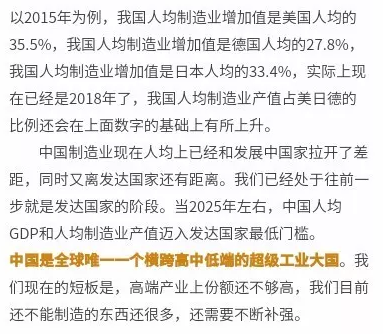 以2015年为例，我国人均制造业增加值是美国人均的
35.5%，我国人均制造业增加值是德国人均的27.8%，
我国人均制造业增加值是日本人均的33.4%，实际上现
在已经是2018年了，我国人均制造业产值占美日德的
比例还会在上面数字的基础上有所上升。
中国制造业现在人均上已经和发展中国家拉开了差
距，同时又离发达国家还有距离。我们已经处于往前一
步就是发达国家的阶段。当2025年左右，中国人均
GDP和人均制造业产值迈入发达国家最低门槛。
中国是全球唯一一个横跨高中低端的超级工业大国。我
们现在的短板是，高端产业上份额还不够高，我们目前
还不能制造的东西还很多，还需要不断补强。